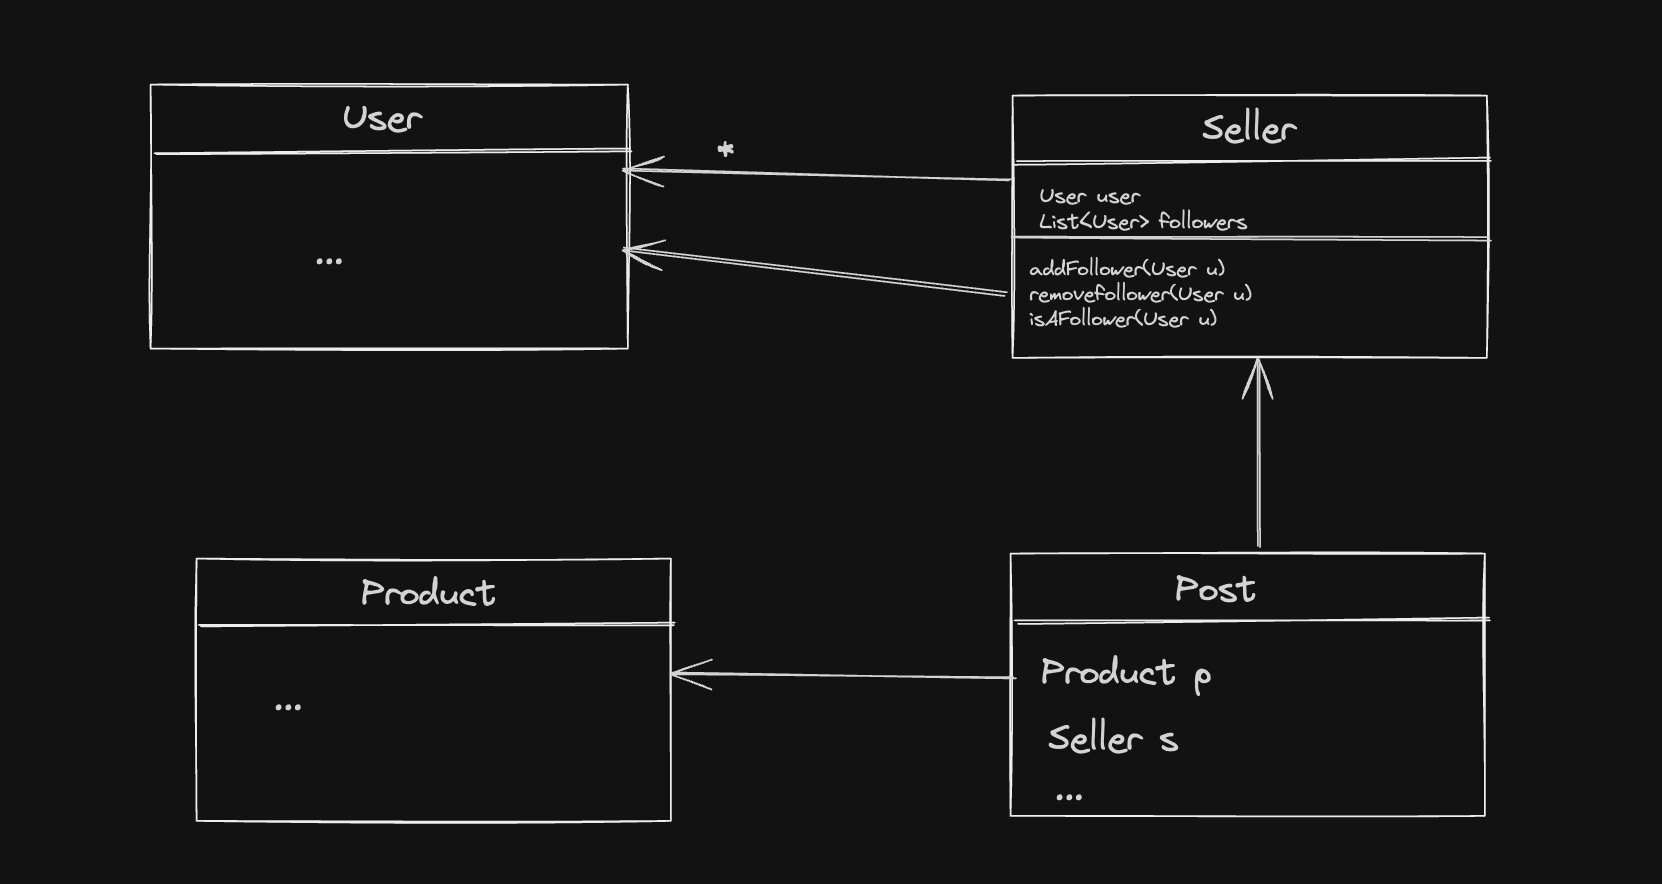 User
...
*
Seller
User user
List<User> followers
addFollower(User u)
removefollower(User u)
isAFollower(User u)
Product
...
Post
Product p
Seller s
...